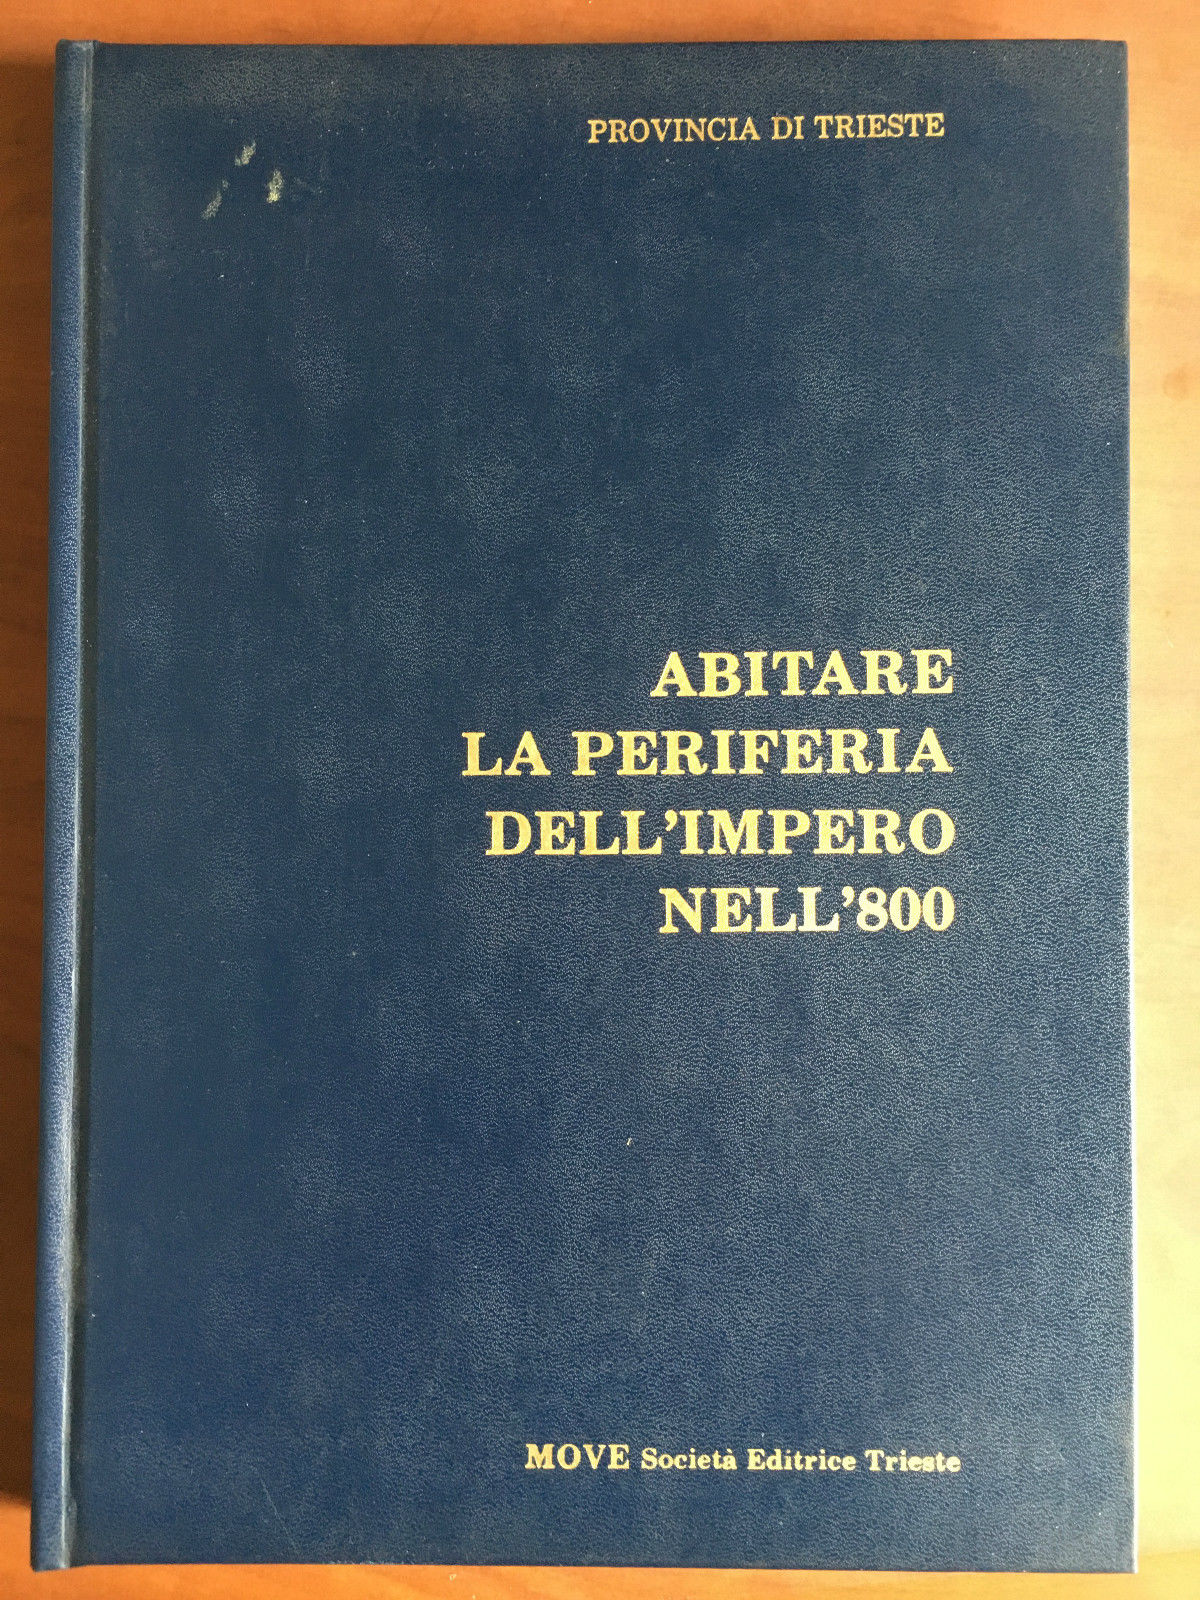 PROVINCIA DI TRIESTE
ABITARE
LA PERIFERIA
DELL'IMPERO
NELL'800
MOVE Società Editrice Trieste